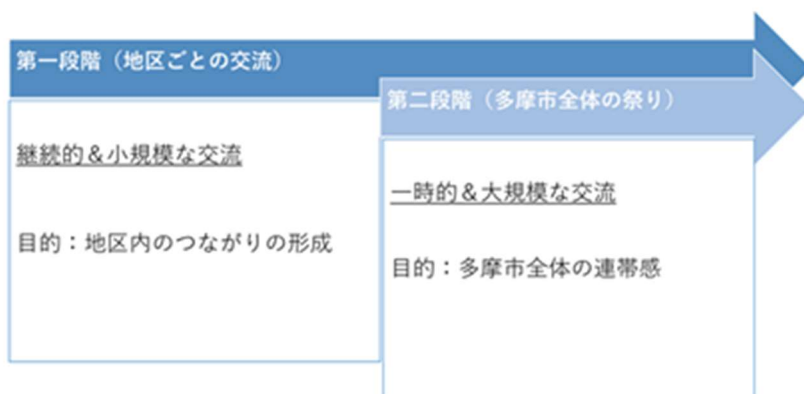 第一段階（地区ごとの交流）
継続的＆小規模な交流
目的：地区内のつながりの形成
第二段階（多摩市全体の祭り）
一時的＆大規模な交流
目的：多摩市全体の連帯感